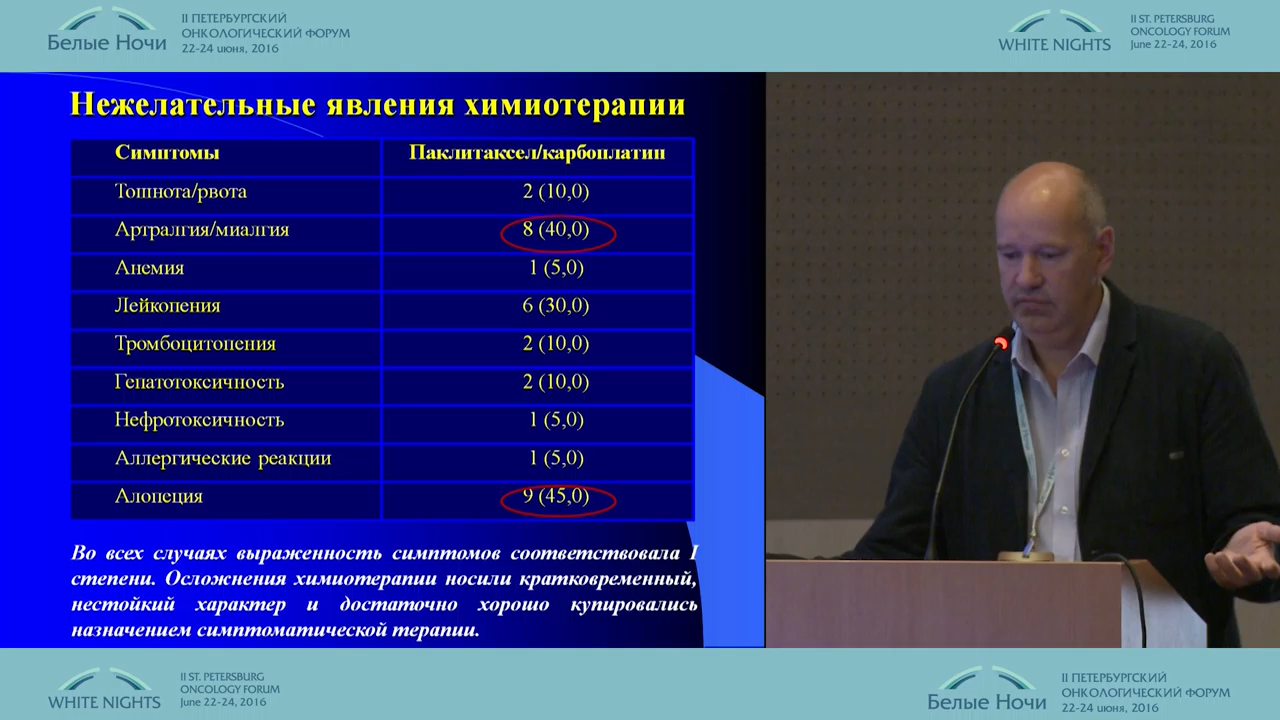 Белые Ночи
II ПЕТЕРБУРГСКИЙ
ОНКОЛОГИЧЕСКИЙ ФОРУМ
22-24 июня, 2016
WHITE NIGHTS
II ST. PETERSBURG
ONCOLOGY FORUM
June 22-24, 2016
Нежелательные явления химиотерапии
Симптомы Паклитаксел/карбоплатин
Тошнота/рвота 2 (10,0)
Артралгия/миалгия 8 (40,0)
Анемия 1 (5,0)
Лейкопения 6 (30,0)
Тромбоцитопения 2 (10,0)
Гепатотоксичность 2 (10,0)
Нефротоксичность 1 (5,0)
Аллергические реакции 1 (5,0)
Алопеция 9 (45,0)
Во всех случаях выраженность симптомов соответствовала I
степени. Осложнения химиотерапии носили кратковременный,
нестойкий характер и достаточно хорошо купировались
назначением симптоматической терапии.
WHITE NIGHTS
II ST. PETERSBURG
ONCOLOGY FORUM
June 22-24, 2016
Белые Ночи
II ПЕТЕРБУРГСКИЙ
ОНКОЛОГИЧЕСКИЙ ФОРУМ
22-24 июня, 2016